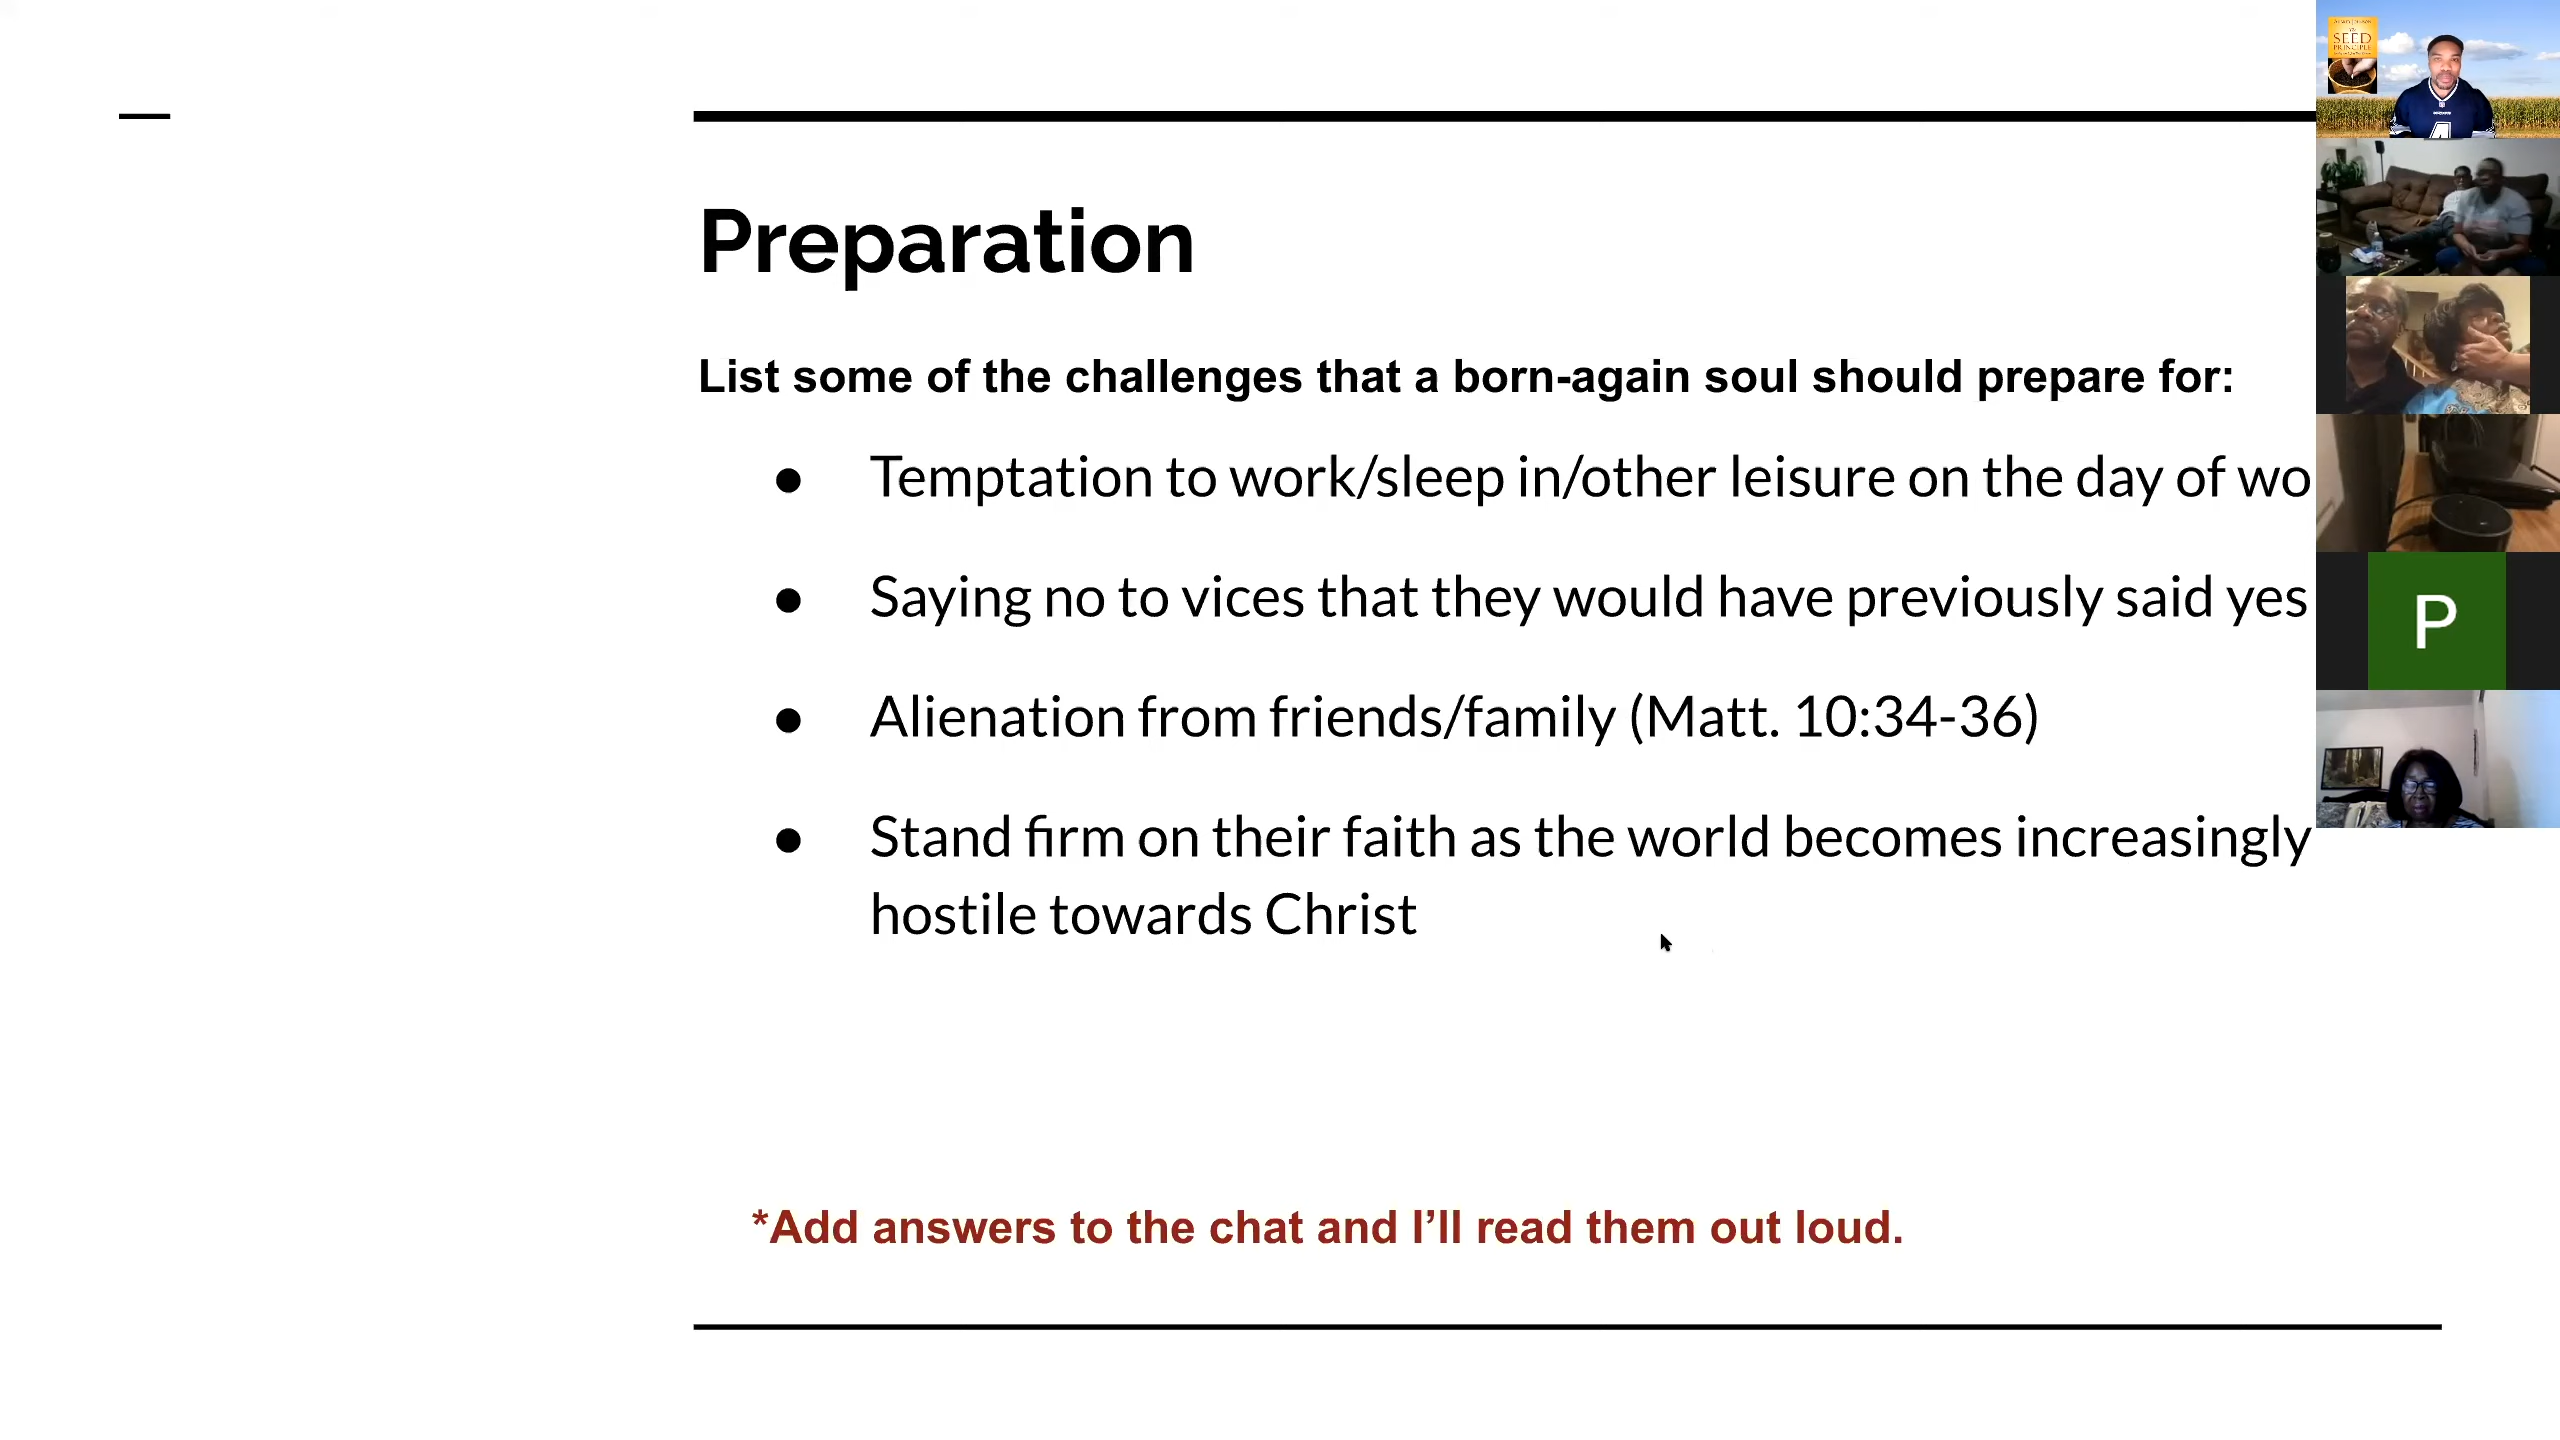 Preparation
List some of the challenges that a born-again soul should prepare for:
● Temptation to work/sleep in/other leisure on the day of wo
● Saying no to vices that they would have previously said yes
● Alienation from friends/family (Matt. 10:34-36)
● Stand firm on their faith as the world becomes increasingly
hostile towards Christ
*Add answers to the chat and I’ll read them out loud.
SEED
PRINCIPLE
4
P